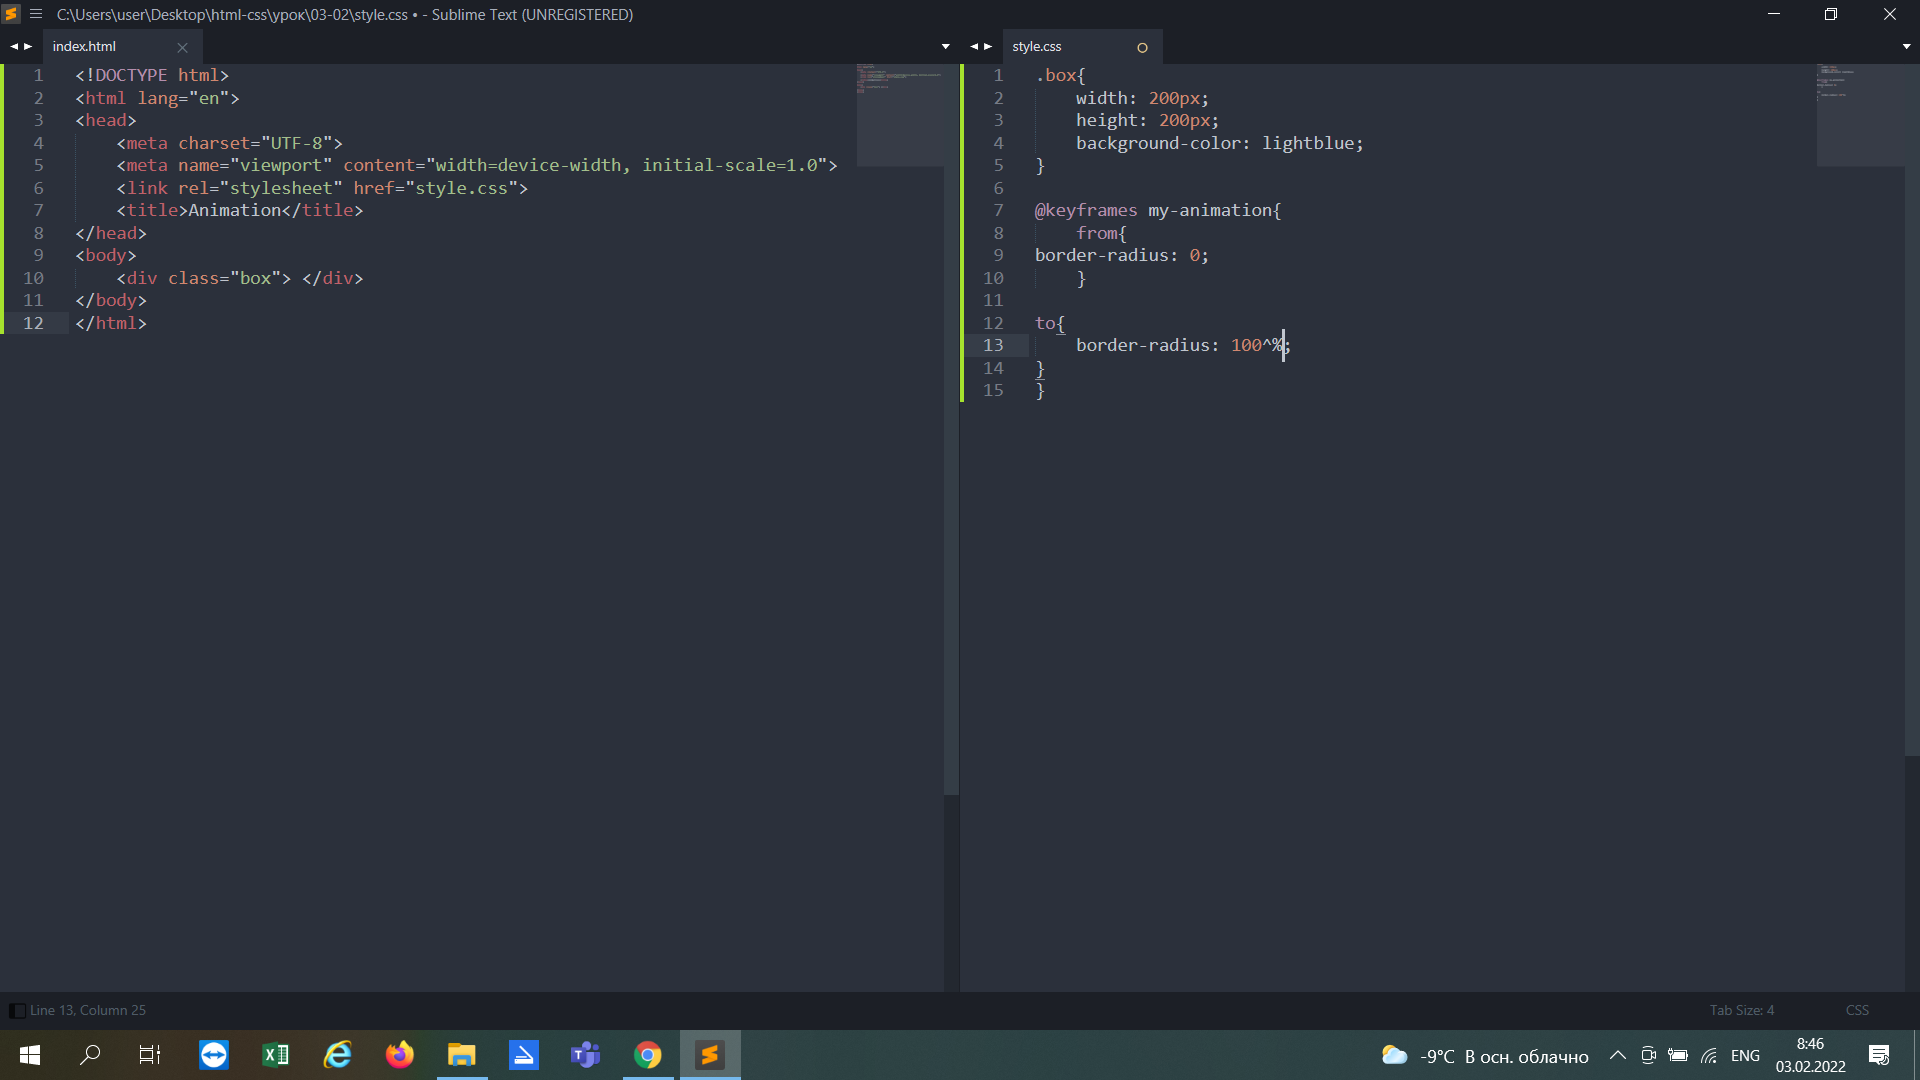 C:\Users\user\Desktop\html-css\урок\03-02\style.css • - Sublime Text (UNREGISTERED)
index.html
style.css
1 <!DOCTYPE html>
2 <html lang="en">
3 <head>
4 <meta charset="UTF-8">
5 <meta name="viewport" content="width=device-width, initial-scale=1.0">
6 <link rel="stylesheet" href="style.css">
7 <title>Animation</title>
8 </head>
9 <body>
10 <div class="box"> </div>
11 </body>
12 </html>
1 .box{
2 width: 200px;
3 height: 200px;
4 background-color: lightblue;
5 }
6
7 @keyframes my-animation{
8 from{
9 border-radius: 0;
10 }
11
12 to{
13 border-radius: 100^%;
14 }
15 }
Line 13, Column 25
Tab Size: 4
CSS
-9°C В осн. облачно
ENG
8:46
03.02.2022